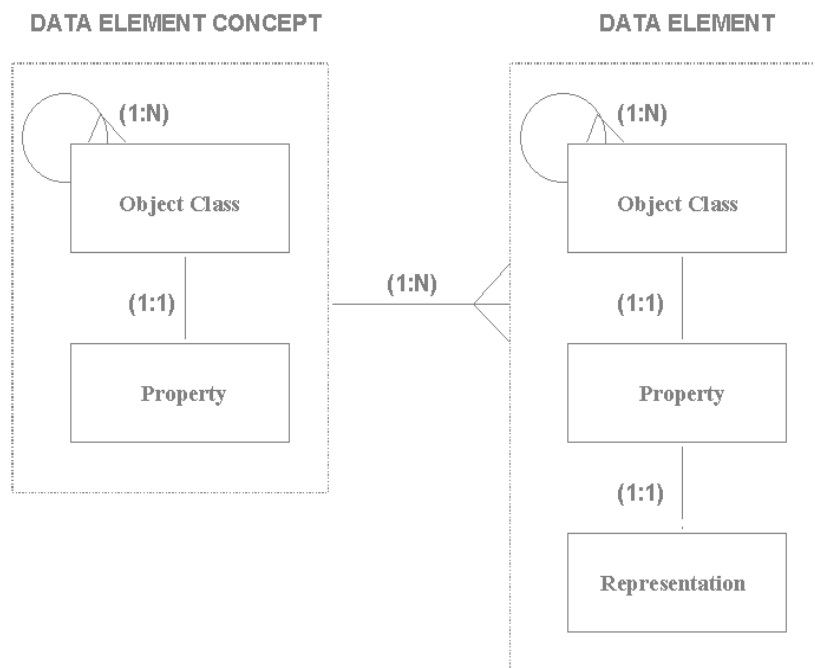 DATA ELEMENT CONCEPT
(1:N)
Object Class
(1:1)
Property
(1:N)
DATA ELEMENT
(1:N)
Object Class
(1:1)
Property
(1:1)
Representation